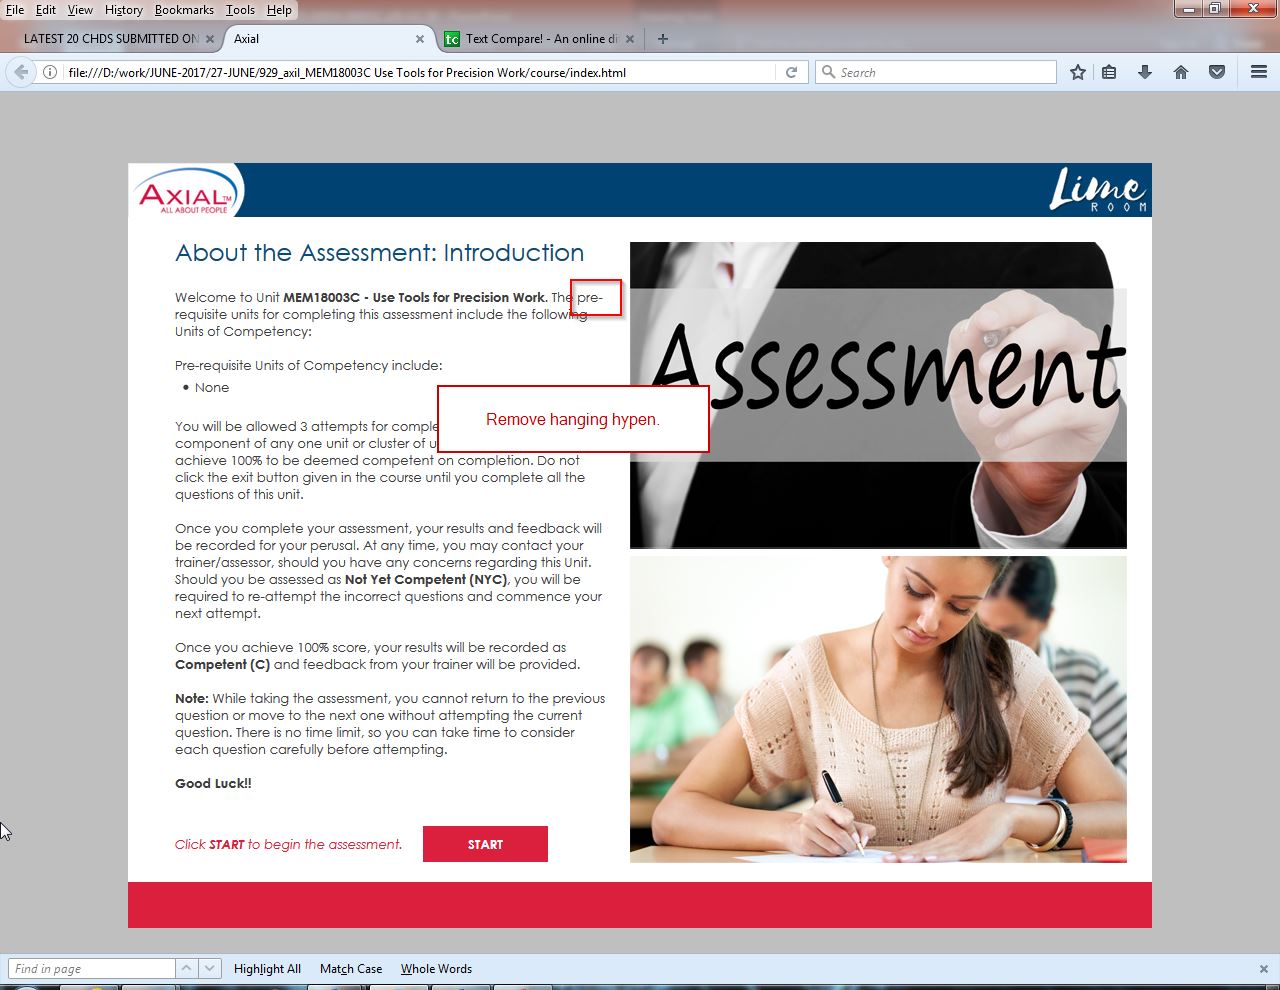 File Edit View History Bookmarks Tools Help
LATEST 20 CHDS SUBMITTED ON
Axial
tc Text Compare! - An online di
file:///D:/work/JUNE-2017/27-JUNE/929_axil_MEM18003C Use Tools for Precision Work/course/index.html
Search
AXIAL TM
ALL ABOUT PEOPLE
Lime
ROOM
About the Assessment: Introduction
Welcome to Unit MEM18003C - Use Tools for Precision Work. The pre-
requisite units for completing this assessment include the following
Units of Competency:
Pre-requisite Units of Competency include:
• None
You will be allowed 3 attempts for comple
component of any one unit or cluster of u
achieve 100% to be deemed competent on completion. Do not
click the exit button given in the course until you complete all the
questions of this unit.
Once you complete your assessment, your results and feedback will
be recorded for your perusal. At any time, you may contact your
trainer/assessor, should you have any concerns regarding this Unit.
Should you be assessed as Not Yet Competent (NYC), you will be
required to re-attempt the incorrect questions and commence your
next attempt.
Once you achieve 100% score, your results will be recorded as
Competent (C) and feedback from your trainer will be provided.
Note: While taking the assessment, you cannot return to the previous
question or move to the next one without attempting the current
question. There is no time limit, so you can take time to consider
each question carefully before attempting.
Good Luck!!
Click START to begin the assessment.
START
Assessment
Remove hanging hypen.
Find in page
Highlight All Match Case Whole Words